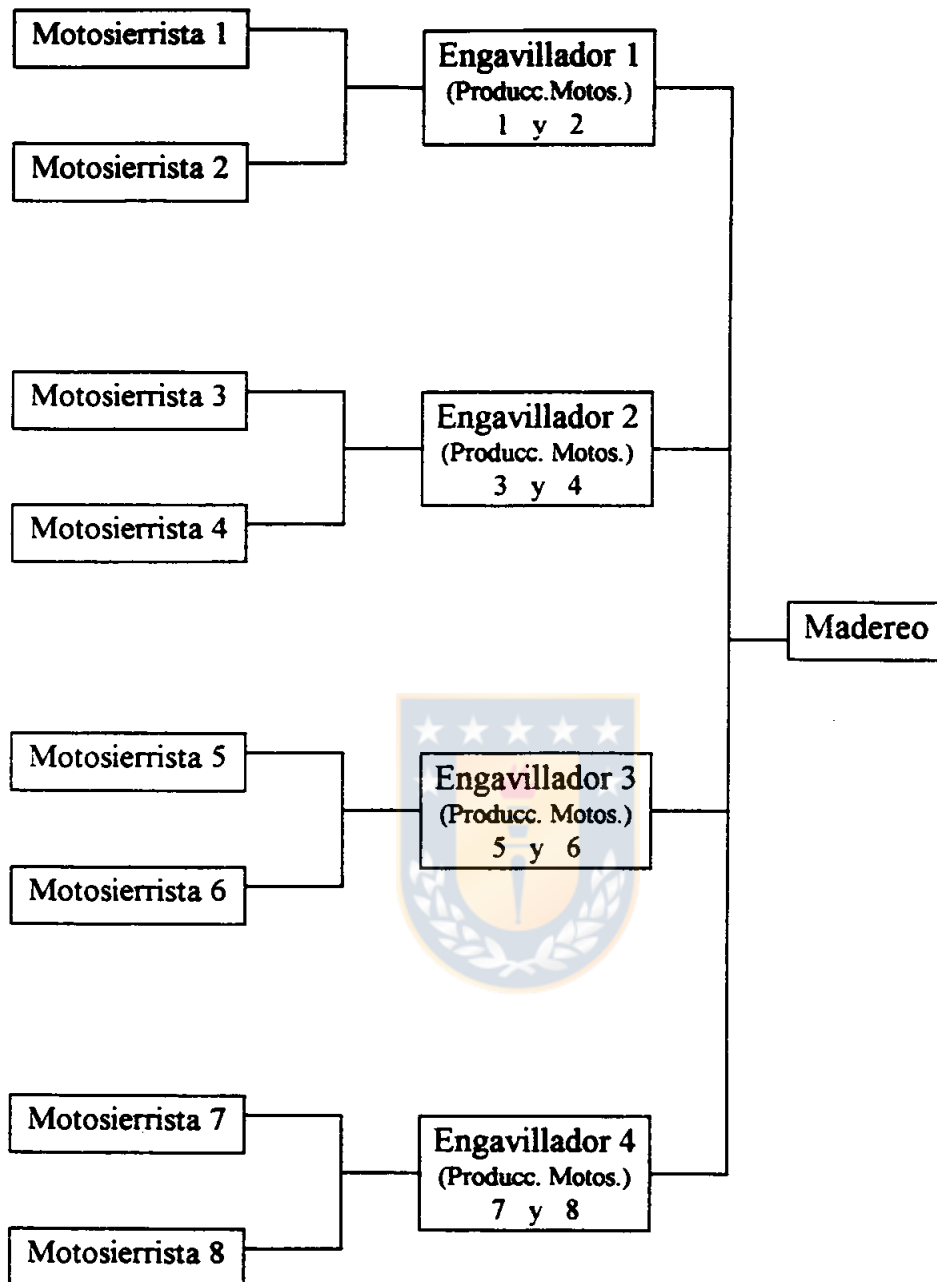 Motosierrista 1
Motosierrista 2
Engavillador 1
(Producc.Motos.)
1 y 2
Motosierrista 3
Motosierrista 4
Engavillador 2
(Producc. Motos.)
3 y 4
Madereo
Motosierrista 5
Motosierrista 6
Engavillador 3
(Producc. Motos.)
5 y 6
Motosierrista 7
Motosierrista 8
Engavillador 4
(Producc. Motos.)
7 y 8